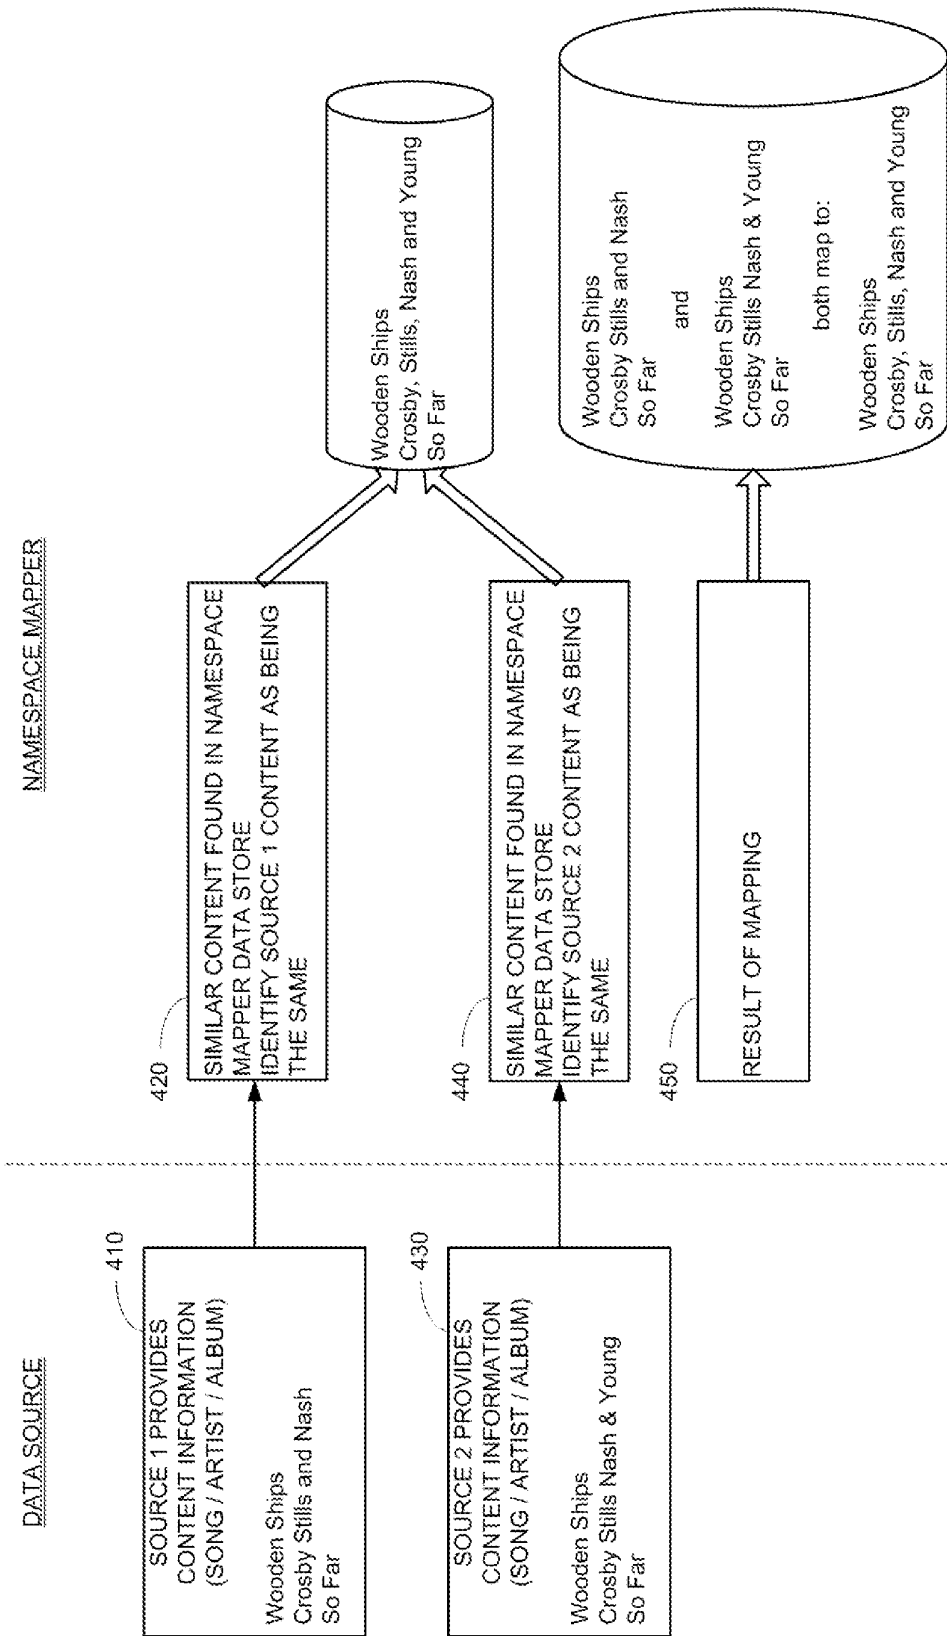 DATA SOURCE
NAMESPACE MAPPER
410
SOURCE 1 PROVIDES
CONTENT INFORMATION
(SONG / ARTIST / ALBUM)
Wooden Ships
Crosby Stills and Nash
So Far
420
SIMILAR CONTENT FOUND IN NAMESPACE
MAPPER DATA STORE
IDENTIFY SOURCE 1 CONTENT AS BEING
THE SAME
Wooden Ships
Crosby, Stills, Nash and Young
So Far
430
SOURCE 2 PROVIDES
CONTENT INFORMATION
(SONG / ARTIST / ALBUM)
Wooden Ships
Crosby Stills Nash & Young
So Far
440
SIMILAR CONTENT FOUND IN NAMESPACE
MAPPER DATA STORE
IDENTIFY SOURCE 2 CONTENT AS BEING
THE SAME
450
RESULT OF MAPPING
Wooden Ships
Crosby Stills and Nash
So Far
and
Wooden Ships
Crosby Stills Nash & Young
So Far
both map to:
Wooden Ships
Crosby, Stills, Nash and Young
So Far